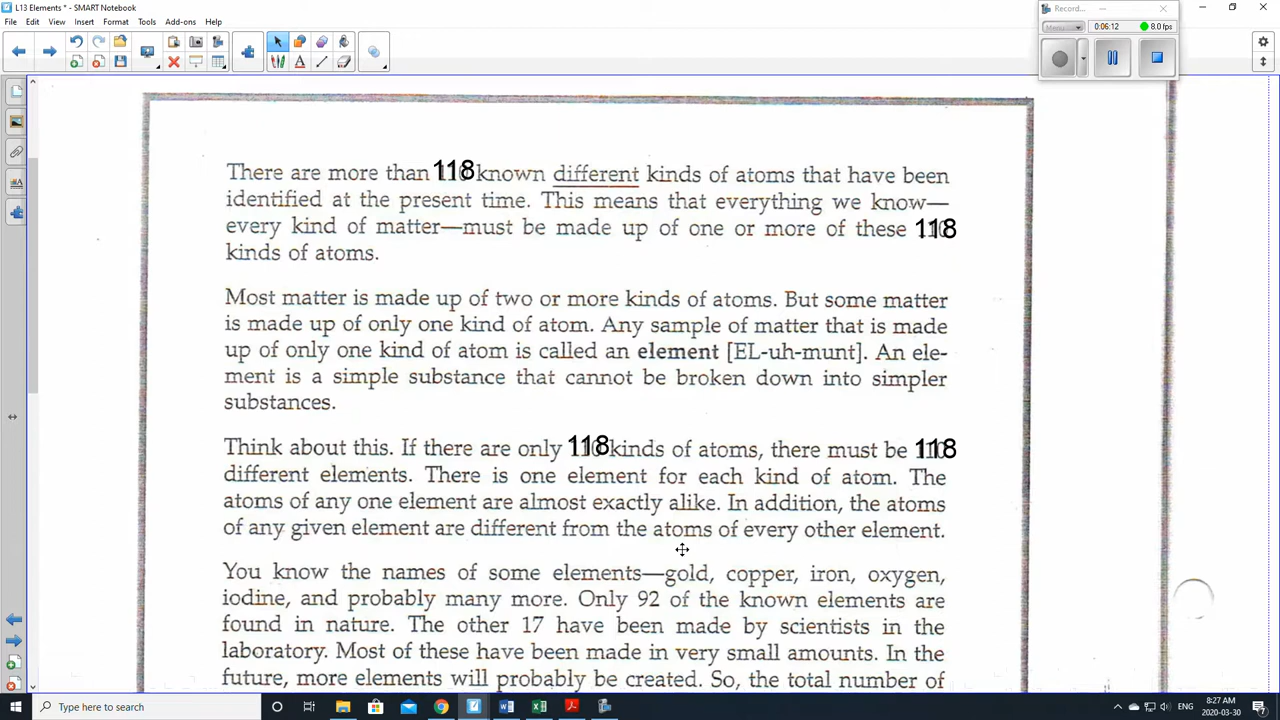 L13 Elements * - SMART Notebook
File Edit View Insert Format Tools Add-ons Help
Record...
Menu
0:06:12 8.0 fps
There are more than 118 known different kinds of atoms that have been
identified at the present time. This means that everything we know—
every kind of matter—must be made up of one or more of these 118
kinds of atoms.
Most matter is made up of two or more kinds of atoms. But some matter
is made up of only one kind of atom. Any sample of matter that is made
up of only one kind of atom is called an element [EL-uh-munt]. An ele-
ment is a simple substance that cannot be broken down into simpler
substances.
Think about this. If there are only 118 kinds of atoms, there must be 118
different elements. There is one element for each kind of atom. The
atoms of any one element are almost exactly alike. In addition, the atoms
of any given element are different from the atoms of every other element.
You know the names of some elements—gold, copper, iron, oxygen,
iodine, and probably many more. Only 92 of the known elements are
found in nature. The other 17 have been made by scientists in the
laboratory. Most of these have been made in very small amounts. In the
future, more elements will probably be created. So, the total number of
Type here to search
ENG
8:27 AM
2020-03-30